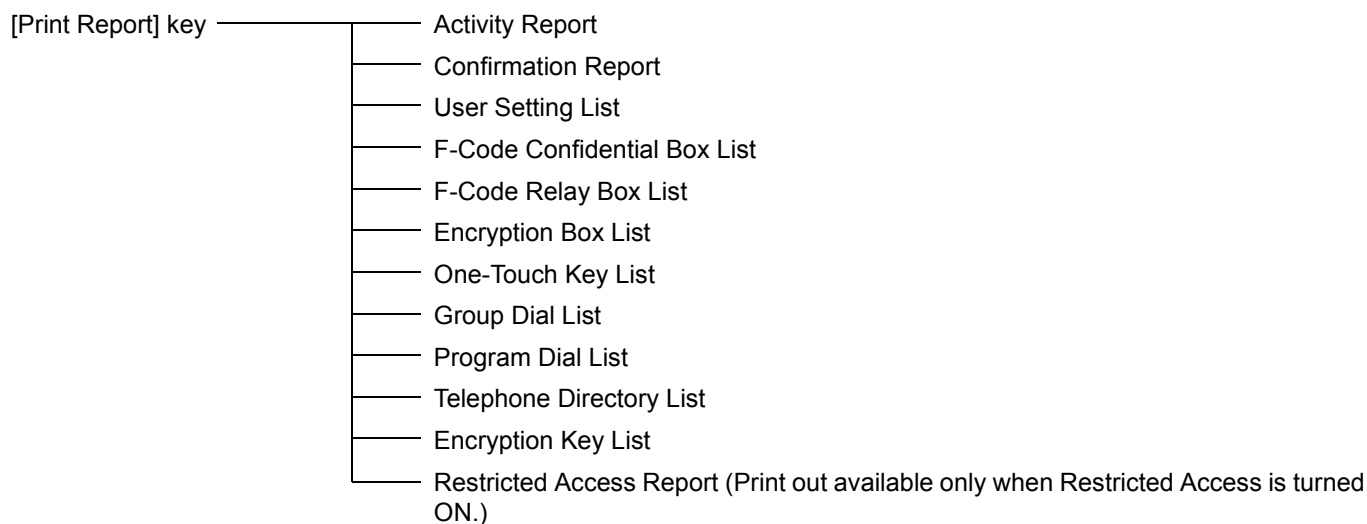 [Print Report] key
Activity Report
Confirmation Report
User Setting List
F-Code Confidential Box List
F-Code Relay Box List
Encryption Box List
One-Touch Key List
Group Dial List
Program Dial List
Telephone Directory List
Encryption Key List
Restricted Access Report (Print out available only when Restricted Access is turned
ON.)